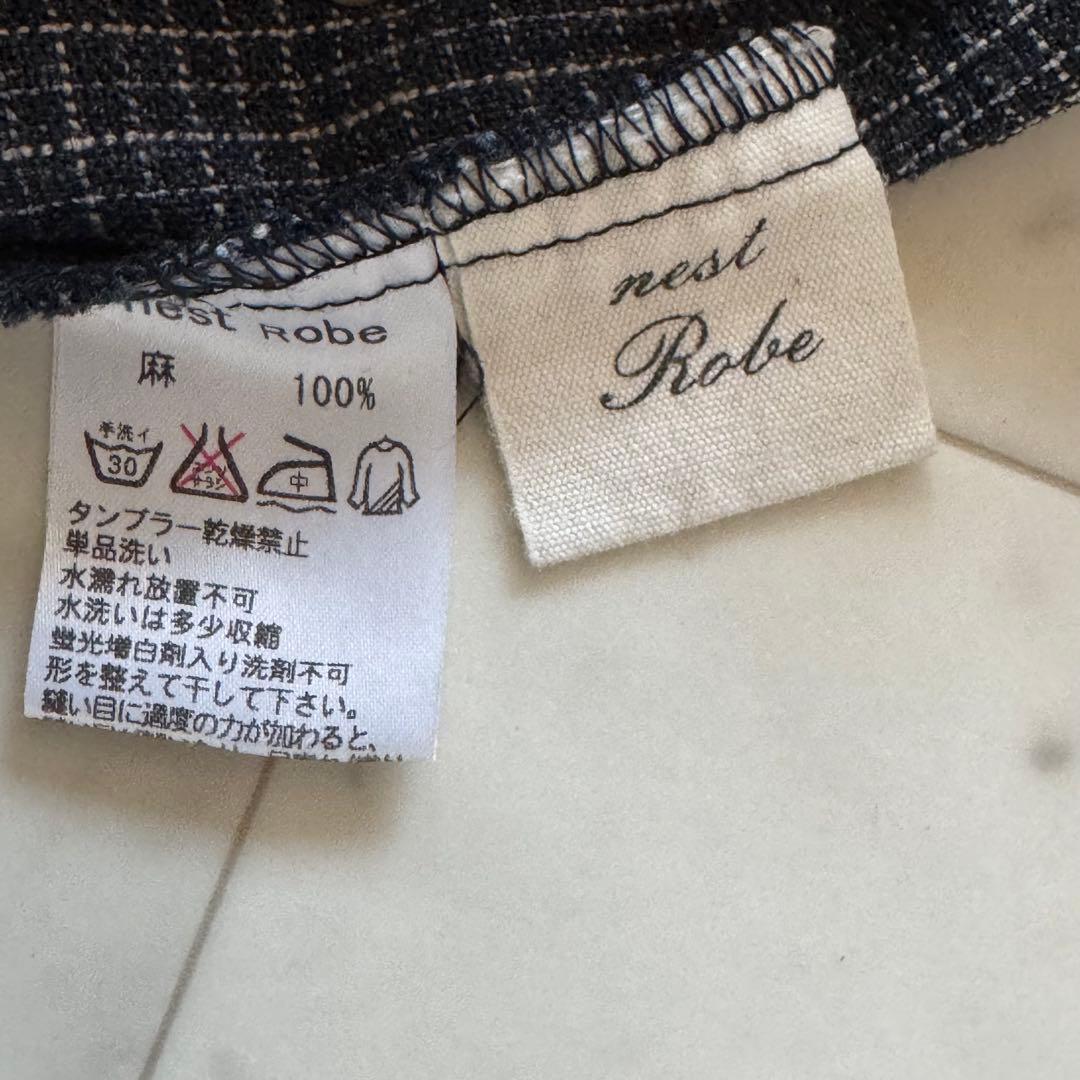 nest Robe
麻 100%
手洗イ
30
中
タンブラー乾燥禁止
単品洗い
水濡れ放置不可
水洗いは多少収縮
蛍光増白剤入り洗剤不可
形を整えて干して下さい。
縫い目に過度の力が加わると、
nest
Robe